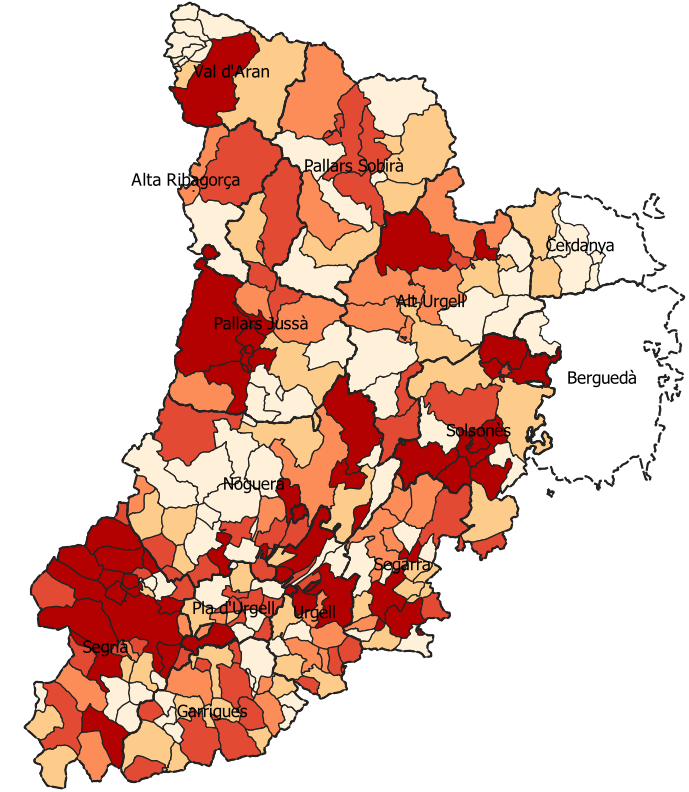 Val d'Aran
Pallars Sobirà
Alta Ribagorça
Cerdanya
Alt Urgell
Pallars Jussà
Berguedà
Solsonès
Noguera
Segarra
Pla d'Urgell
Urgell
Segrià
Garrigues